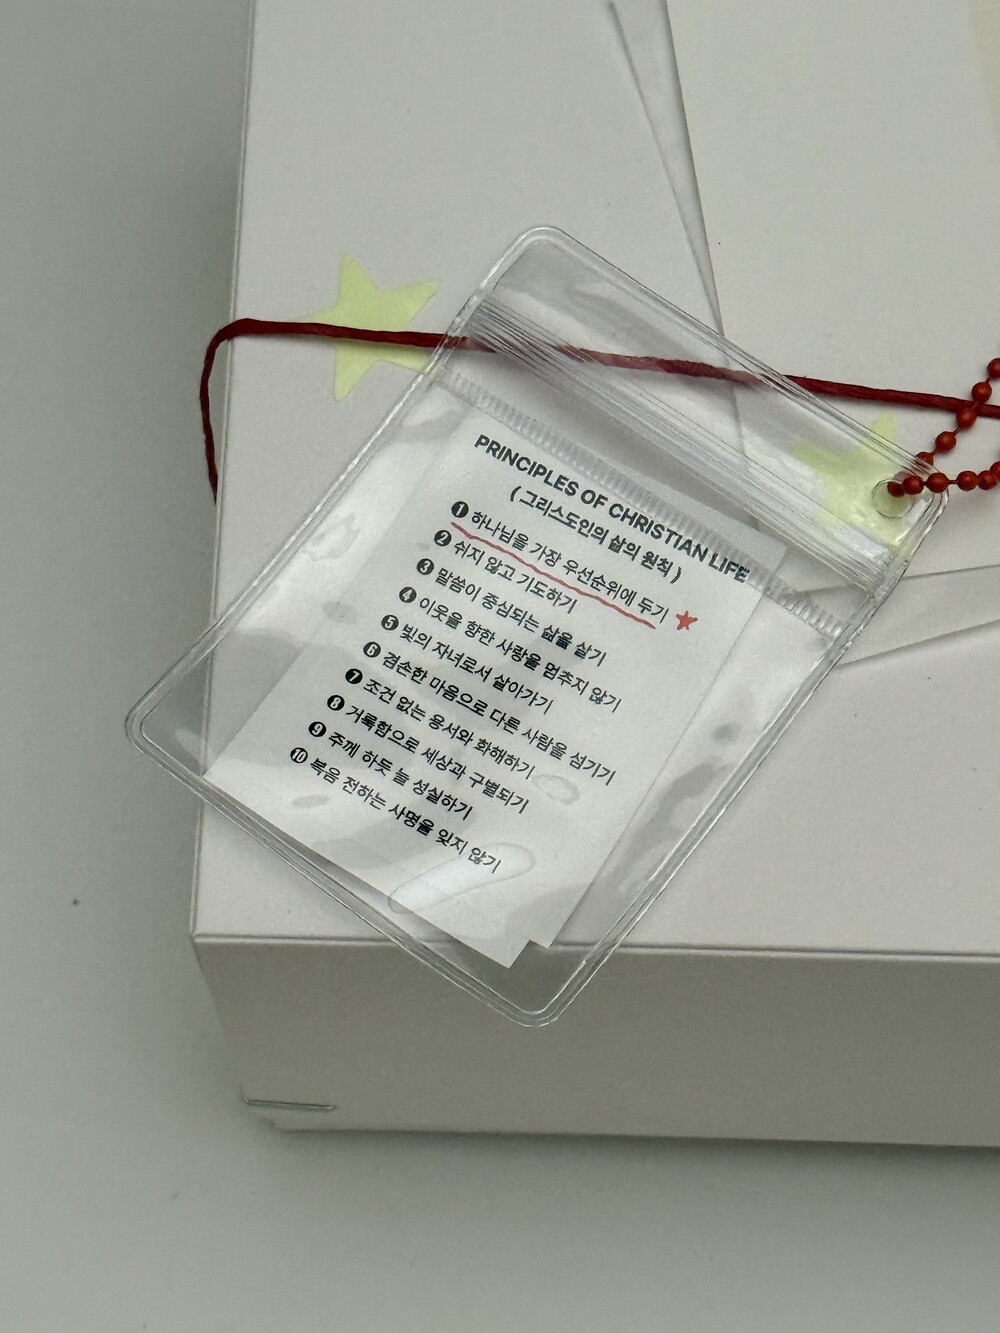 PRINCIPLES OF CHRISTIAN LIFE
( 그리스도인의 삶의 원칙 )
❶ 하나님을 가장 우선순위에 두기
❷ 쉬지 않고 기도하기
❸ 말씀이 중심되는 삶을 살기
❹ 이웃을 향한 사랑을 멈추지 않기
❺ 빛의 자녀로서 살아가기
❻ 겸손한 마음으로 다른 사람을 섬기기
❼ 조건 없는 용서와 화해하기
❽ 거룩함으로 세상과 구별되기
❾ 주께 하듯 늘 성실하기
❿ 복음 전하는 사명을 잊지 않기